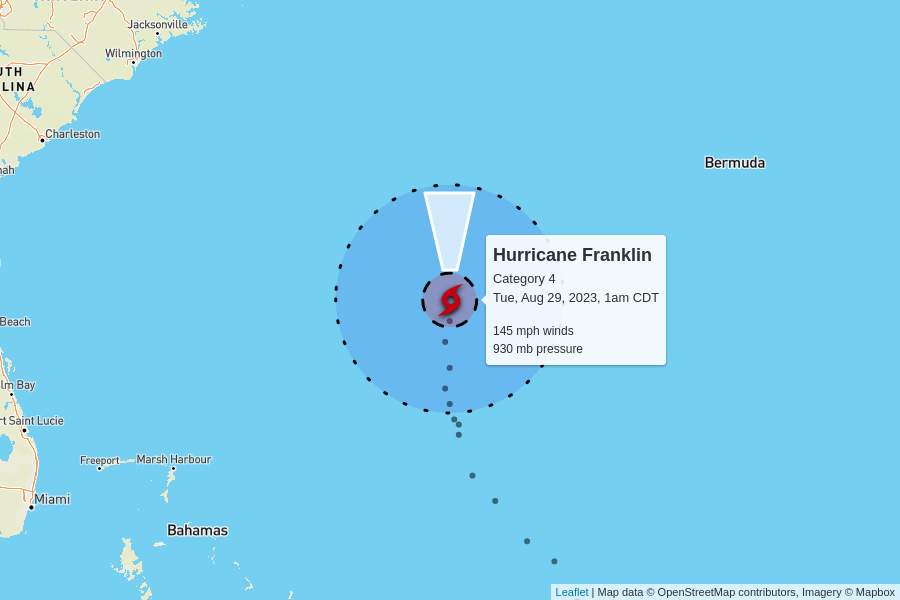 Jacksonville
Wilmington
UTH
LINA
Charleston
nah
Bermuda
Hurricane Franklin
Category 4
Tue, Aug 29, 2023, 1am CDT
145 mph winds
930 mb pressure
Beach
lm Bay
rt Saint Lucie
Freeport
Marsh Harbour
Miami
Bahamas
Leaflet | Map data © OpenStreetMap contributors, Imagery © Mapbox